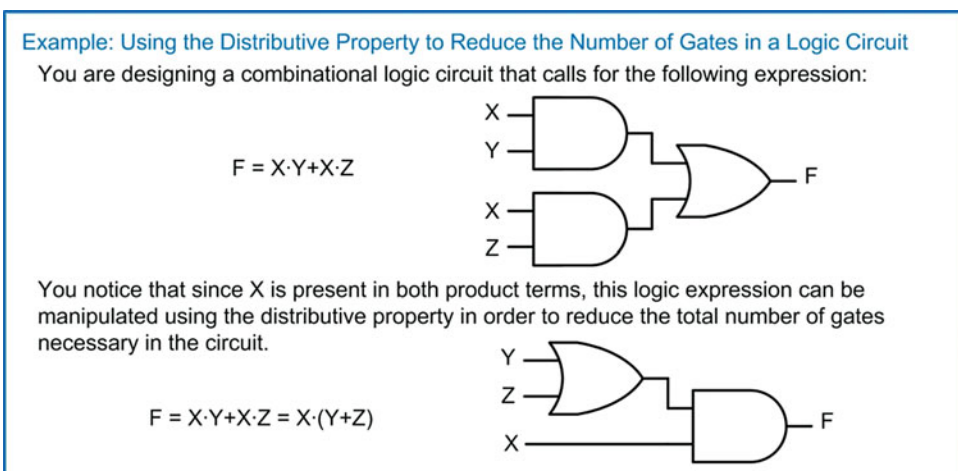 Example: Using the Distributive Property to Reduce the Number of Gates in a Logic Circuit
You are designing a combinational logic circuit that calls for the following expression:
X
Y
F = X·Y+X·Z
F
X
Z
You notice that since X is present in both product terms, this logic expression can be
manipulated using the distributive property in order to reduce the total number of gates
necessary in the circuit.
Y
Z
F = X·Y+X·Z = X·(Y+Z)
F
X